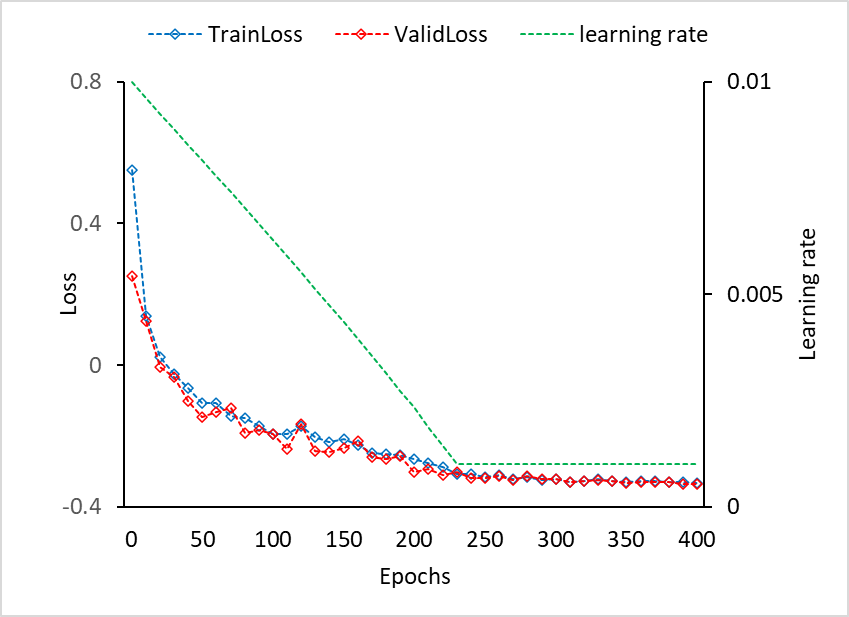 TrainLoss ValidLoss learning rate
0.8 0.01
0.4
0.005
0
-0.4 0
0 50 100 150 200 250 300 350 400
Epochs
Loss
Learning rate